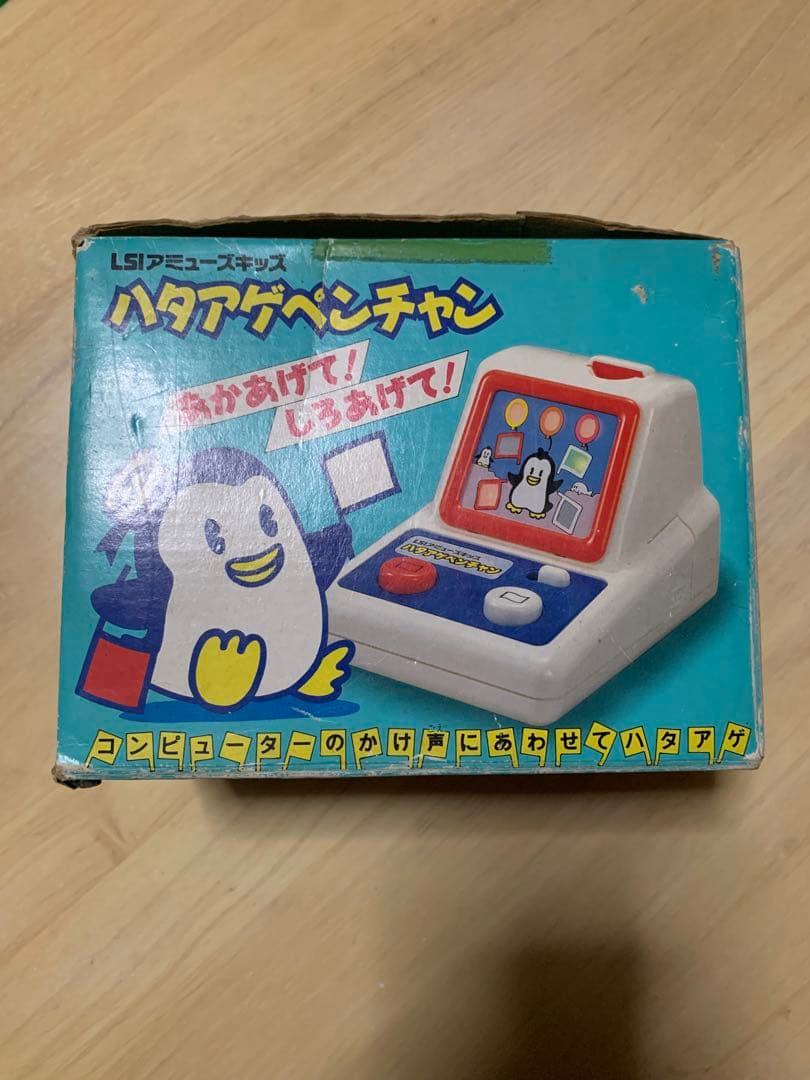 LSIアミューズキッズ
ハタアゲペンチャン
あかあげて!
しろあげて!
LSIアミューズキッズ
ハタアゲペンチャン
コンピューターのかけ声にあわせてハタアゲ
ごえ